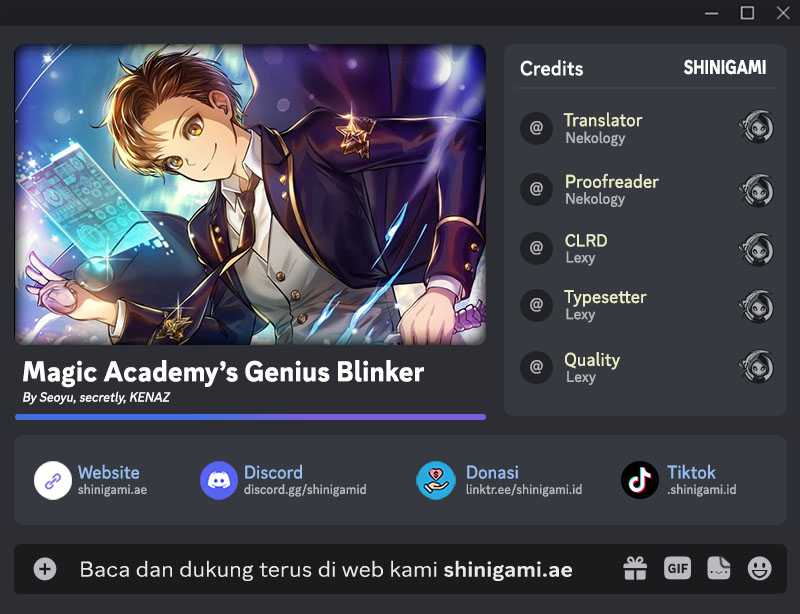 Magic Academy's Genius Blinker
By Seoyu, secretly, KENAZ
Credits
SHINIGAMI
@
Translator
Nekology
@
Proofreader
Nekology
@
CLRD
Lexy
@
Typesetter
Lexy
@
Quality
Lexy
Website
shinigami.ae
Discord
discord.gg/shinigamid
Donasi
linktr.ee/shinigami.id
Tiktok
.shinigami.id
Baca dan dukung terus di web kami shinigami.ae
GIF